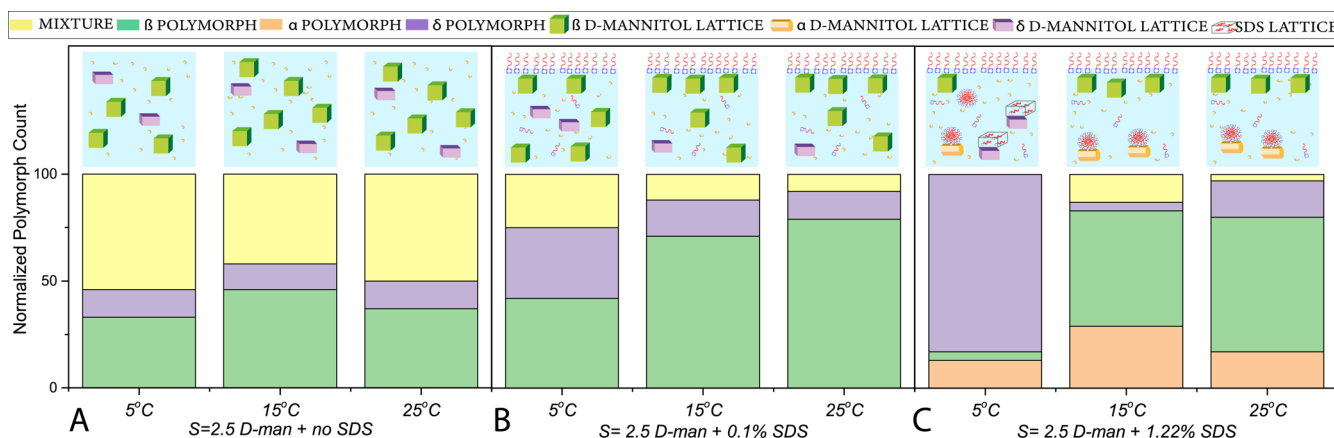 MIXTURE ß POLYMORPH α POLYMORPH δ POLYMORPH ß D-MANNITOL LATTICE α D-MANNITOL LATTICE δ D-MANNITOL LATTICE SDS LATTICE
Normalized Polymorph Count
100
50
0
A 5°C 15°C 25°C
S=2.5 D-man + no SDS
B 5°C 15°C 25°C
S= 2.5 D-man + 0.1% SDS
C 5°C 15°C 25°C
S= 2.5 D-man + 1.22% SDS